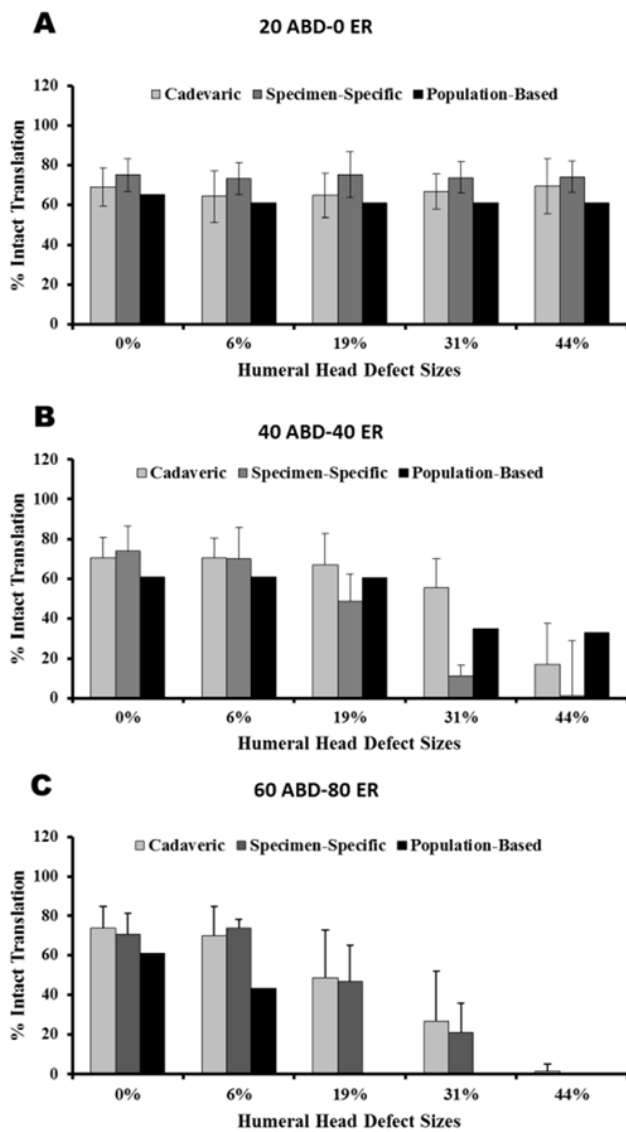 A
20 ABD-0 ER
Cadevaric Specimen-Specific Population-Based
% Intact Translation
120
100
80
60
40
20
0
0% 6% 19% 31% 44%
Humeral Head Defect Sizes
B
40 ABD-40 ER
Cadaveric Specimen-Specific Population-Based
% Intact Translation
120
100
80
60
40
20
0
0% 6% 19% 31% 44%
Humeral Head Defect Sizes
C
60 ABD-80 ER
Cadaveric Specimen-Specific Population-Based
% Intact Translation
120
100
80
60
40
20
0
0% 6% 19% 31% 44%
Humeral Head Defect Sizes